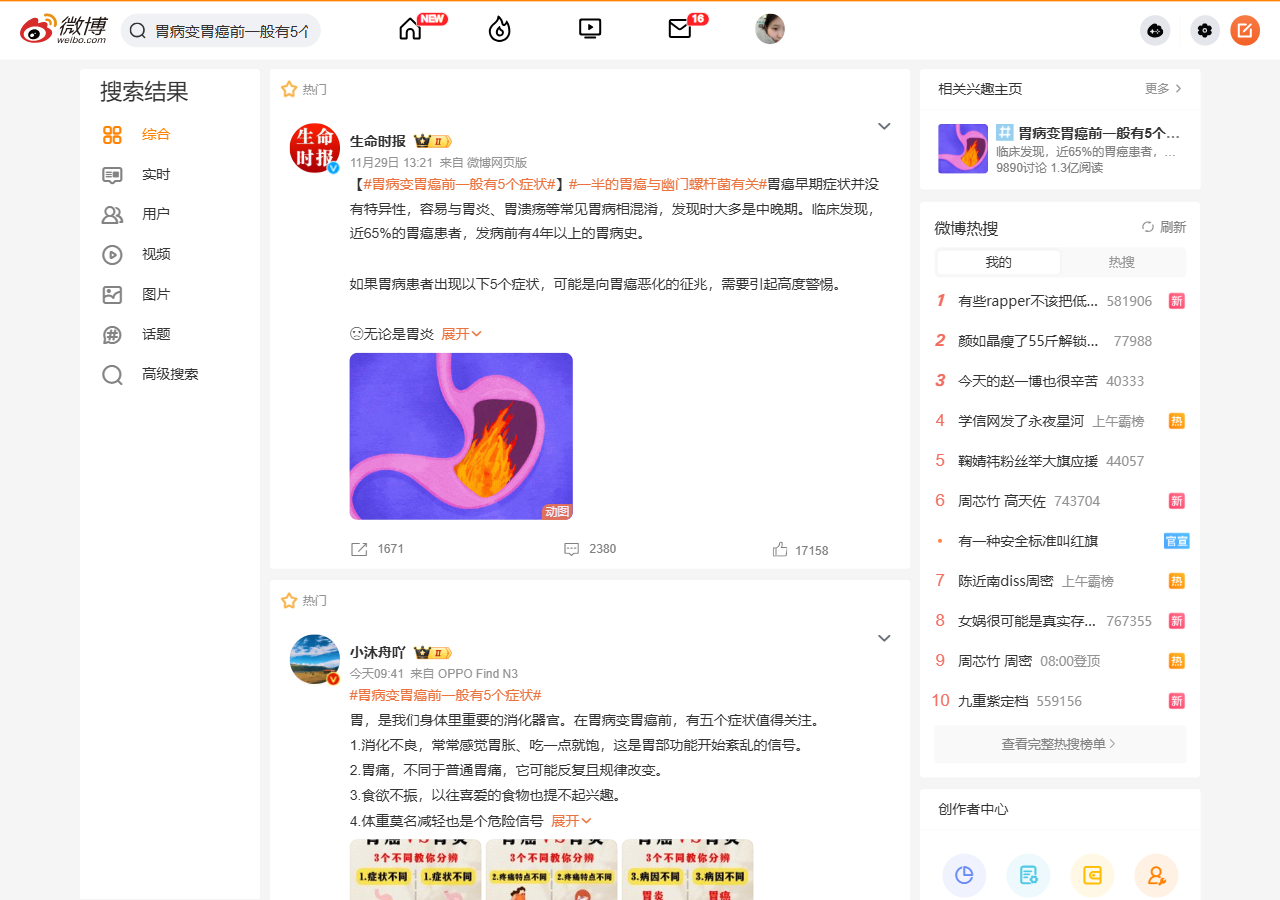 微博
weibo.com
胃病变胃癌前一般有5个
NEW
16
搜索结果
综合
实时
用户
视频
图片
话题
高级搜索
热门
生命时报
生命时报 II
11月29日 13:21 来自 微博网页版
【#胃病变胃癌前一般有5个症状#】#一半的胃癌与幽门螺杆菌有关#胃癌早期症状并没
有特异性，容易与胃炎、胃溃疡等常见胃病相混淆，发现时大多是中晚期。临床发现，
近65%的胃癌患者，发病前有4年以上的胃病史。
如果胃病患者出现以下5个症状，可能是向胃癌恶化的征兆，需要引起高度警惕。
无论是胃炎 展开
动图
1671
2380
17158
热门
小沐舟吖 II
今天09:41 来自 OPPO Find N3
#胃病变胃癌前一般有5个症状#
胃，是我们身体里重要的消化器官。在胃病变胃癌前，有五个症状值得关注。
1.消化不良，常常感觉胃胀、吃一点就饱，这是胃部功能开始紊乱的信号。
2.胃痛，不同于普通胃痛，它可能反复且规律改变。
3.食欲不振，以往喜爱的食物也提不起兴趣。
4.体重莫名减轻也是个危险信号 展开
胃癌VS胃炎
3个不同教你分辨
1.症状不同 1.症状不同
胃癌VS胃炎
3个不同教你分辨
2.疼痛特点不同 2.疼痛特点不同
胃癌VS胃炎
3个不同教你分辨
3.病因不同 3.病因不同
胃炎 胃癌
相关兴趣主页
更多
# 胃病变胃癌前一般有5个...
临床发现，近65%的胃癌患者，...
9890讨论 1.3亿阅读
微博热搜
刷新
我的
热搜
1 有些rapper不该把低... 581906 新
2 颜如晶瘦了55斤解锁... 77988
3 今天的赵一博也很辛苦 40333
4 学信网发了永夜星河 上午霸榜 热
5 鞠婧祎粉丝举大旗应援 44057
6 周芯竹 高天佐 743704 新
• 有一种安全标准叫红旗 官宣
7 陈近南diss周密 上午霸榜 热
8 女娲很可能是真实存... 767355 新
9 周芯竹 周密 08:00登顶 热
10 九重紫定档 559156 新
查看完整热搜榜单
创作者中心